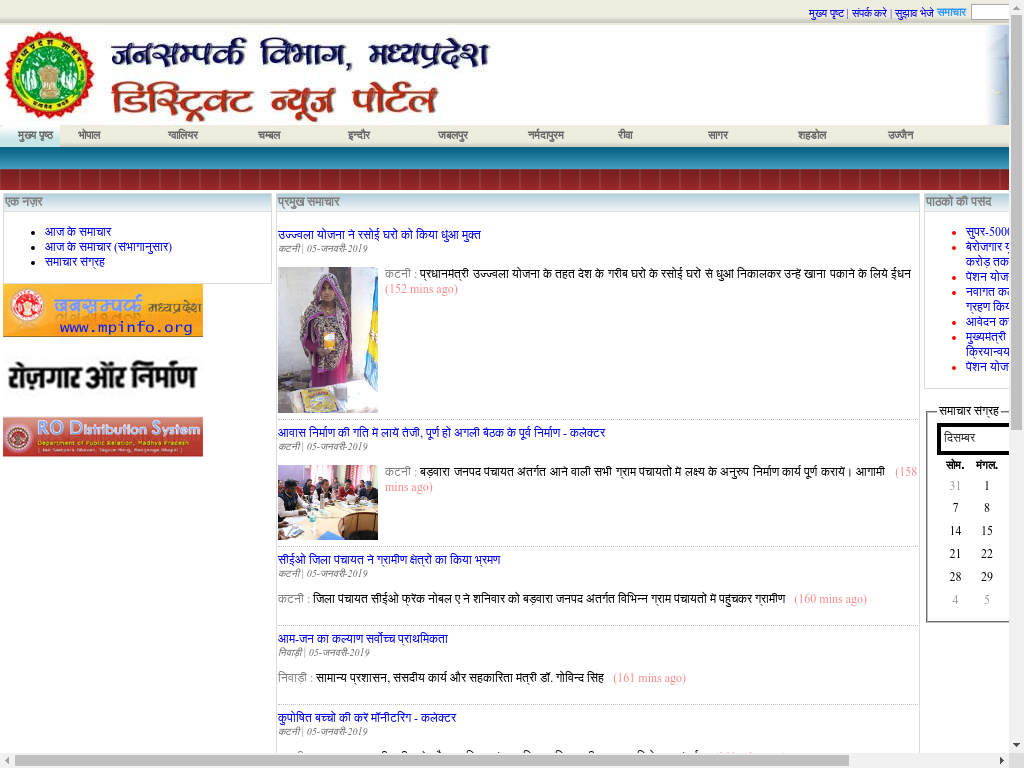 मुख्य पृष्ट | संपर्क करे | सुझाव भेजे समाचार
जनसम्पर्क विभाग, मध्यप्रदेश
डिस्ट्रिक्ट न्यूज पोर्टल
मुख्य पृष्ठ भोपाल ग्वालियर चम्बल इन्दौर जबलपुर नर्मदापुरम रीवा सागर शहडोल उज्जैन
एक नज़र
आज के समाचार
आज के समाचार (संभागानुसार)
समाचार संग्रह
जनसम्पर्क मध्यप्रदेश
www.mpinfo.org
रोज़गार और निर्माण
RO Distribution System
Department of Public Relation, Madhya Pradesh
प्रमुख समाचार
उज्ज्वला योजना ने रसोई घरों को किया धुंआ मुक्त
कटनी | 05-जनवरी-2019
कटनी : प्रधानमंत्री उज्ज्वला योजना के तहत देश के गरीब घरों के रसोई घरों से धुंआं निकालकर उन्हें खाना पकाने के लिये ईंधन
(152 mins ago)
आवास निर्माण की गति में लायें तेजी, पूर्ण हो अगली बैठक के पूर्व निर्माण - कलेक्टर
कटनी | 05-जनवरी-2019
कटनी : बड़वारा जनपद पंचायत अंतर्गत आने वाली सभी ग्राम पंचायतों में लक्ष्य के अनुरुप निर्माण कार्य पूर्ण करायें। आगामी (158
mins ago)
सीईओ जिला पंचायत ने ग्रामीण क्षेत्रों का किया भ्रमण
कटनी | 05-जनवरी-2019
कटनी : जिला पंचायत सीईओ फ्रेंक नोबल ए ने शनिवार को बड़वारा जनपद अंतर्गत विभिन्न ग्राम पंचायतों में पहुंचकर ग्रामीण (160 mins ago)
आम-जन का कल्याण सर्वोच्च प्राथमिकता
निवाड़ी | 05-जनवरी-2019
निवाड़ी : सामान्य प्रशासन, संसदीय कार्य और सहकारिता मंत्री डॉ. गोविन्द सिंह (161 mins ago)
कुपोषित बच्चों की करें मॉनीटरिंग - कलेक्टर
कटनी | 05-जनवरी-2019
पाठकों की पसंद
सुपर-5000
बेरोजगार
करोड़ तक
पेंशन
नवागत
ग्रहण
आवेदन
मुख्यमंत्री
पेंशन
समाचार संग्रह
दिसम्बर
सोम. मंगल.
31 1
7 8
14 15
21 22
28 29
4 5